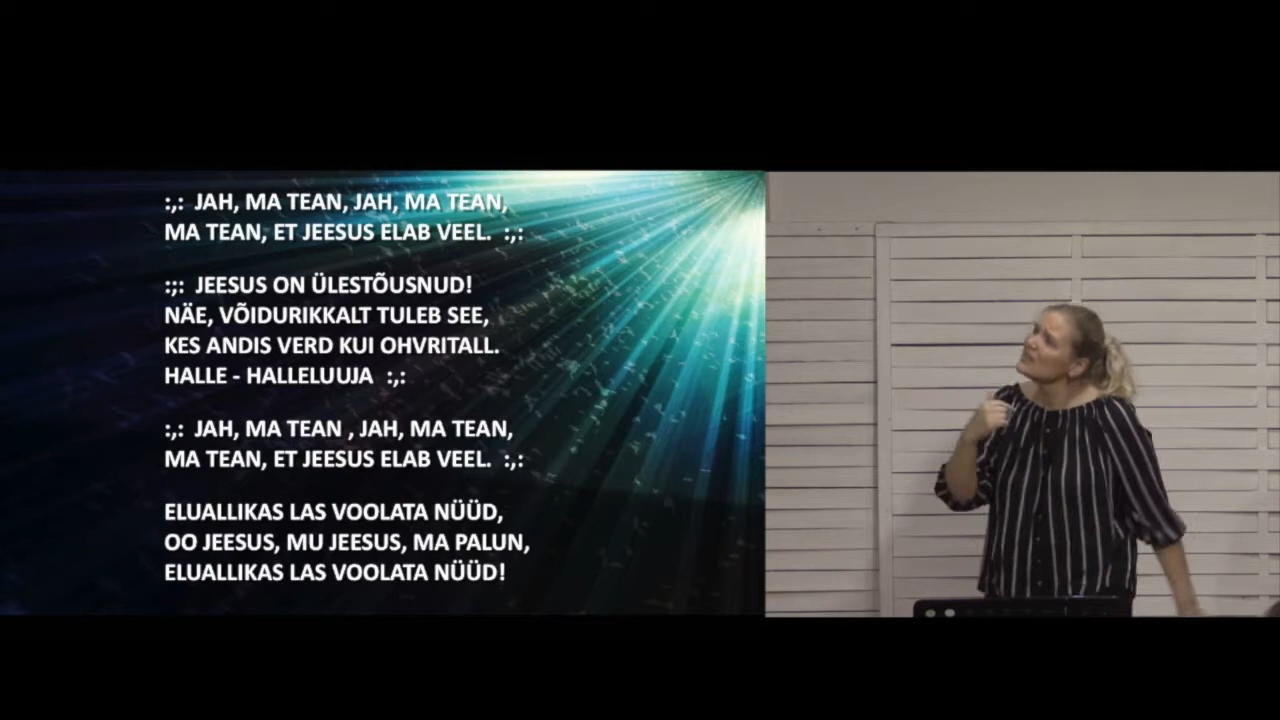 :,: JAH, MA TEAN, JAH, MA TEAN,
MA TEAN, ET JEESUS ELAB VEEL. :,:
:;: JEESUS ON ÜLESTÕUSNUD!
NÄE, VÕIDURIKKALT TULEB SEE,
KES ANDIS VERD KUI OHVRITALL.
HALLE - HALLELUUJA :,:
:,: JAH, MA TEAN , JAH, MA TEAN,
MA TEAN, ET JEESUS ELAB VEEL. :,:
ELUALLIKAS LAS VOOLATA NÜÜD,
OO JEESUS, MU JEESUS, MA PALUN,
ELUALLIKAS LAS VOOLATA NÜÜD!